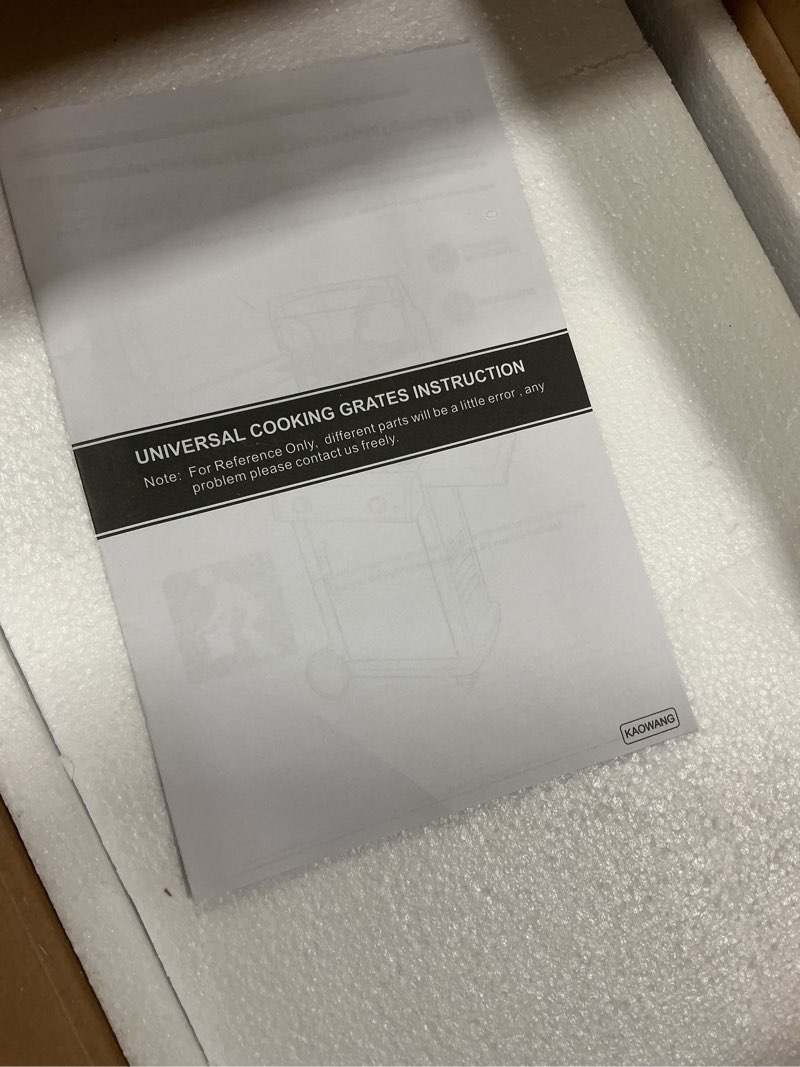 UNIVERSAL COOKING GRATES INSTRUCTION
Note: For Reference Only, different parts will be a little error , any
problem please contact us freely.
KAOWANG